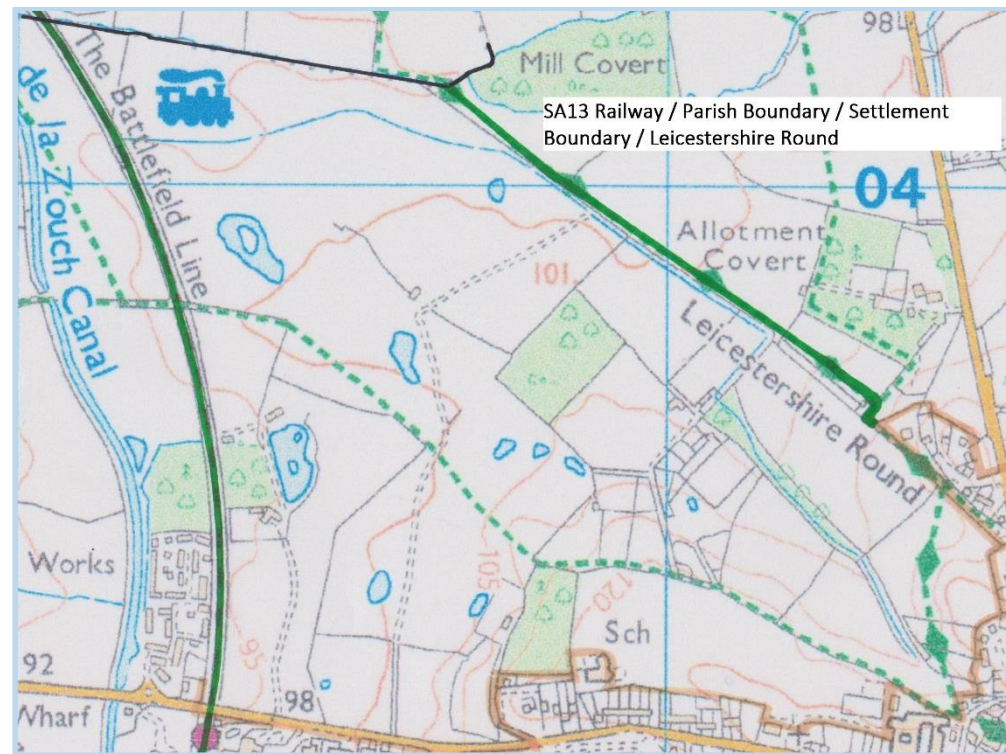 98
Mill Covert
SA13 Railway / Parish Boundary / Settlement
Boundary / Leicestershire Round
The Battlefield Line
de la Zouch Canal
04
Allotment
Covert
101
Leicestershire Round
Works
105
120
Sch
95
92
98
Wharf